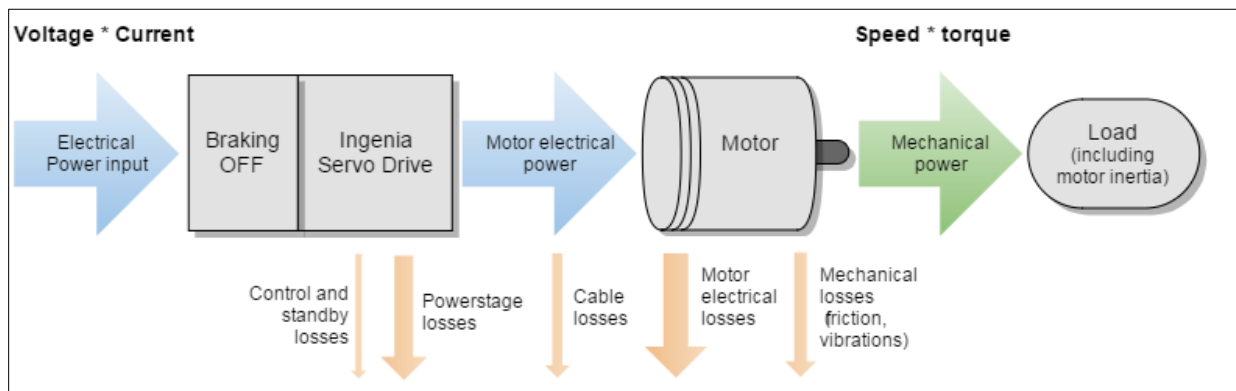 Voltage * Current
Speed * torque
Electrical
Power input
Braking
OFF
Ingenia
Servo Drive
Motor electrical
power
Motor
Mechanical
power
Load
(including
motor inertia)
Control and
standby
losses
Powerstage
losses
Cable
losses
Motor
electrical
losses
Mechanical
losses
(friction,
vibrations)